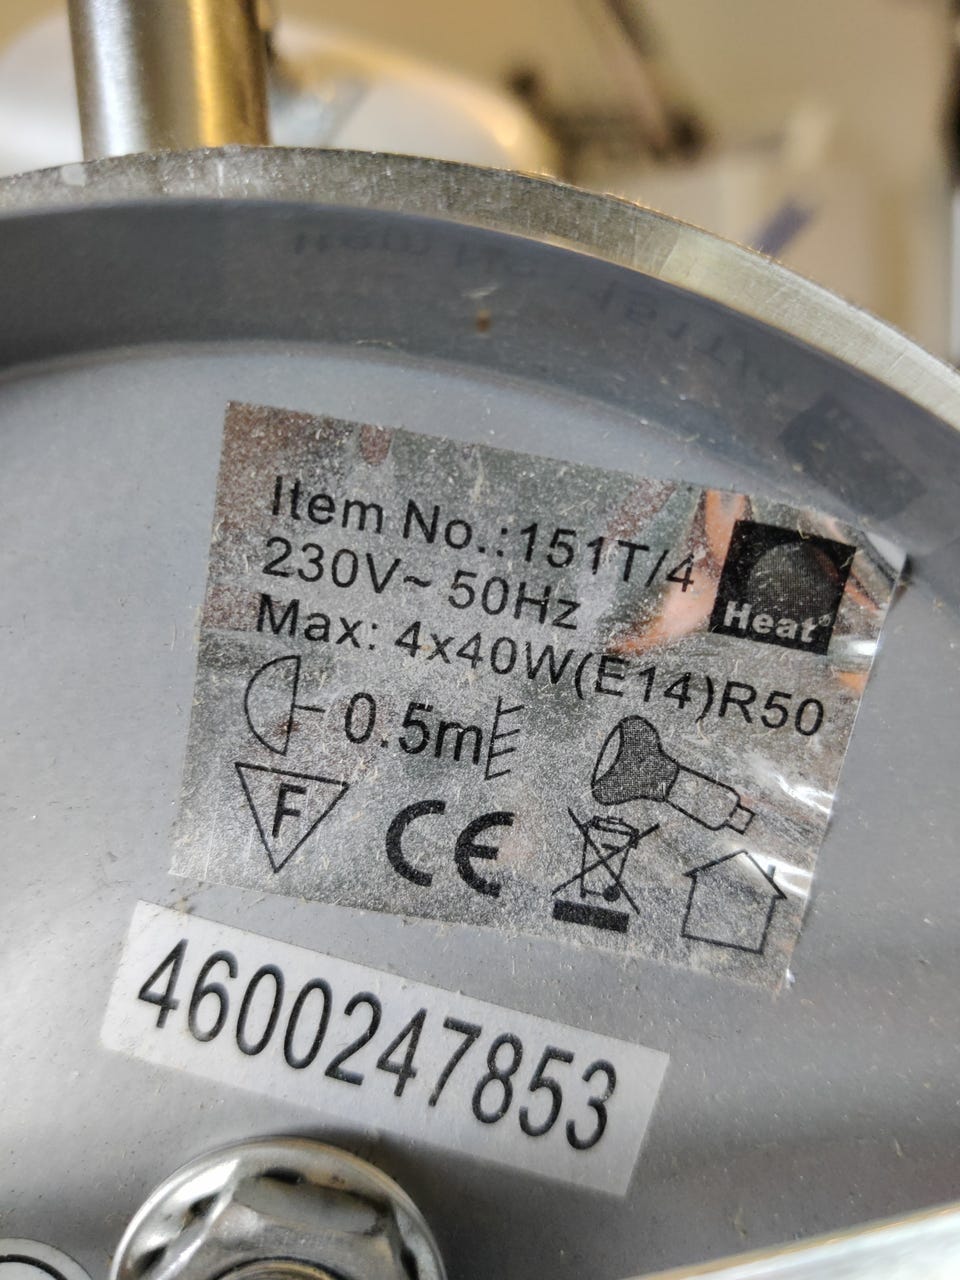 Item No.:151T/4
230V~ 50Hz
Max: 4x40W(E14)R50
Heat
0.5m
F
CE
4600247853